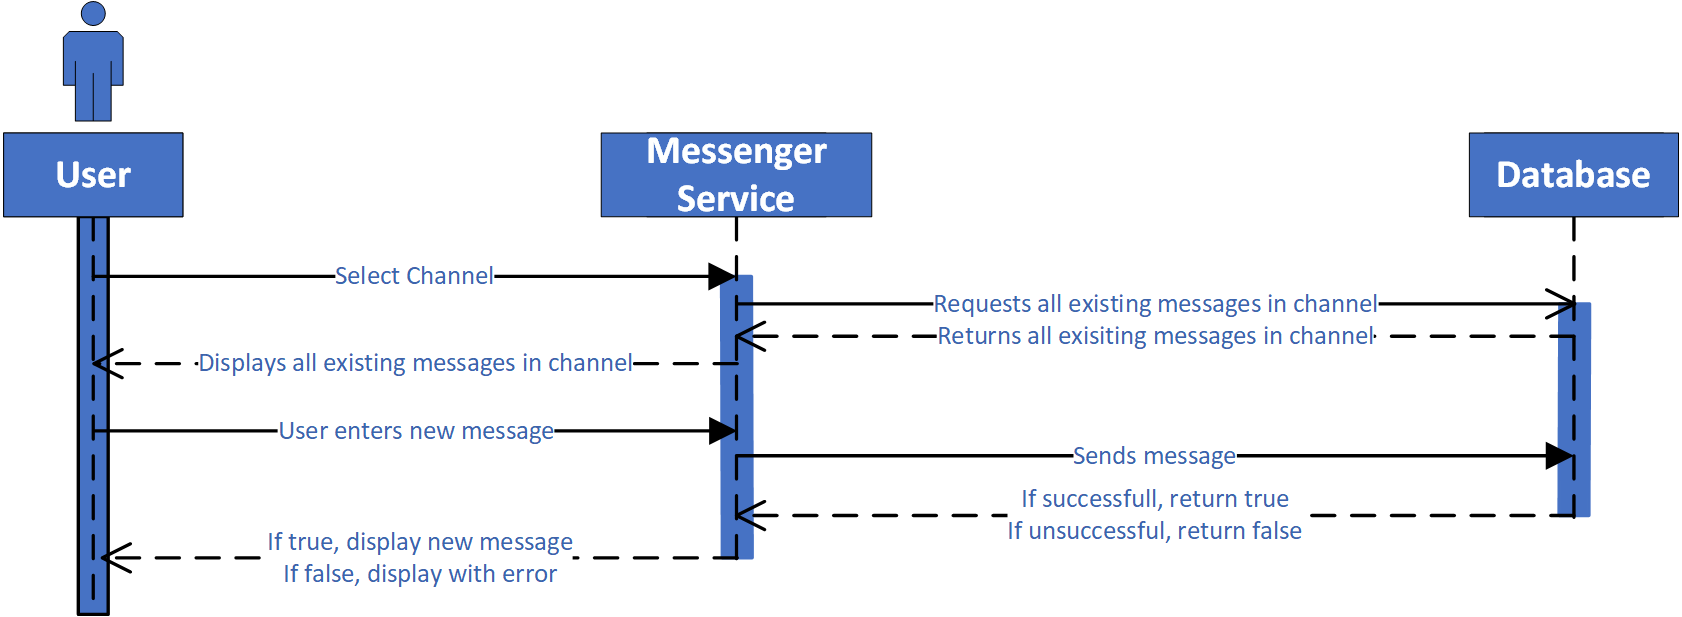 User
Messenger
Service
Database
Select Channel
Requests all existing messages in channel
Returns all exisiting messages in channel
Displays all existing messages in channel
User enters new message
Sends message
If successfull, return true
If unsuccessful, return false
If true, display new message
If false, display with error